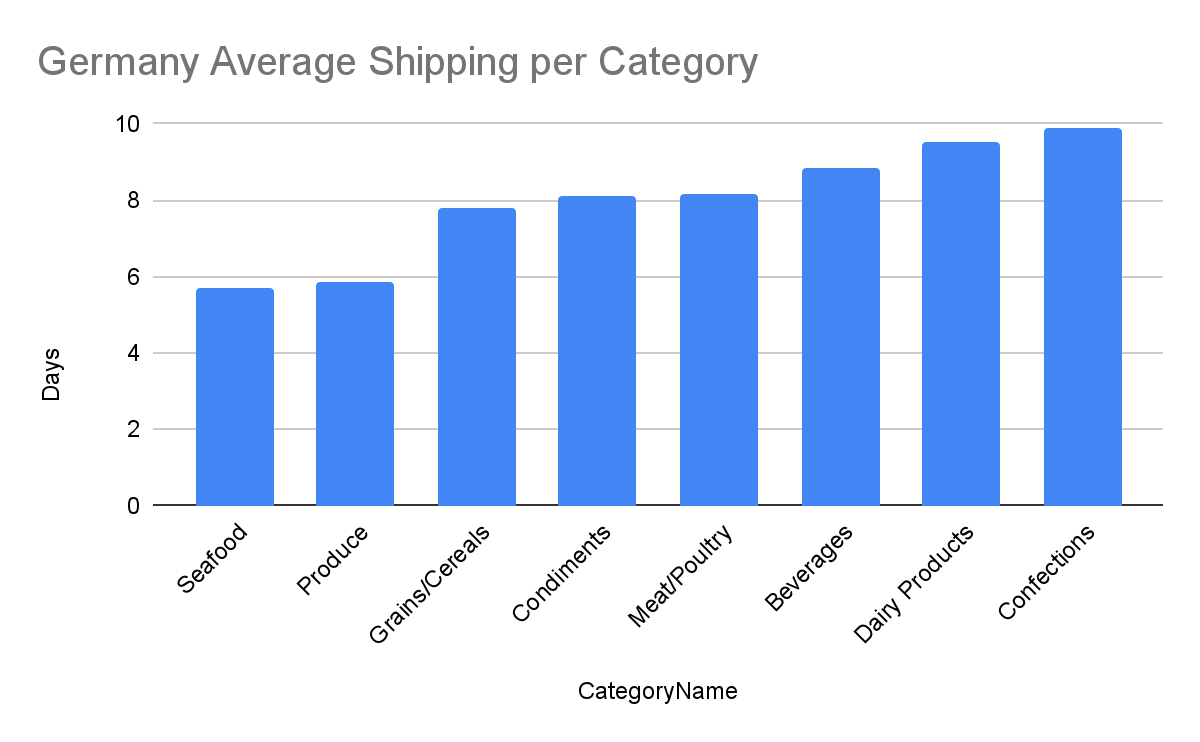 Germany Average Shipping per Category
10
8
6
4
2
0
Days
Seafood
Produce
Grains/Cereals
Condiments
Meat/Poultry
Beverages
Dairy Products
Confections
CategoryName